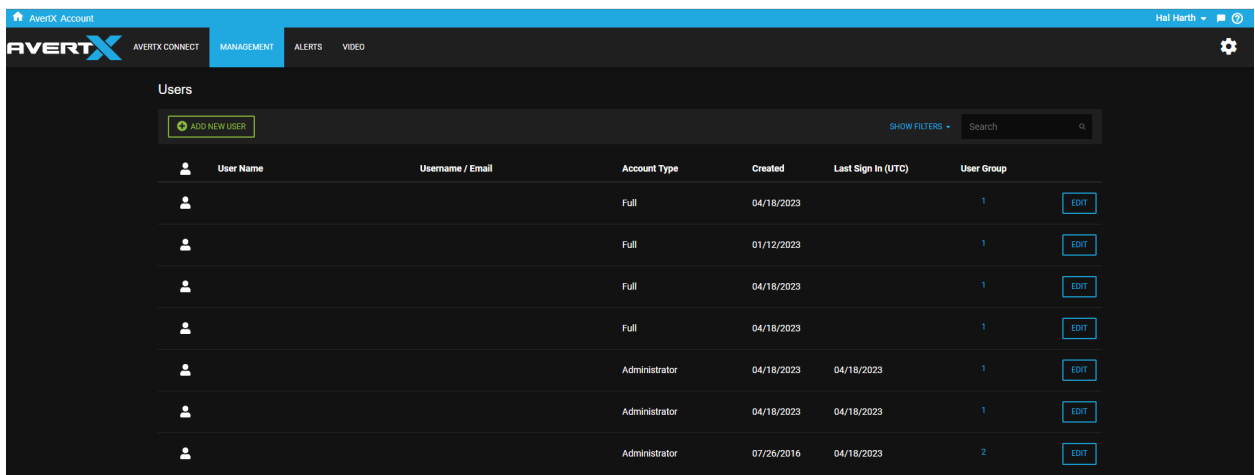 AvertX Account Hal Harth
AVERTX AVERTX CONNECT MANAGEMENT ALERTS VIDEO
Users
ADD NEW USER SHOW FILTERS Search
User Name Username / Email Account Type Created Last Sign In (UTC) User Group
Full 04/18/2023 1 EDIT
Full 01/12/2023 1 EDIT
Full 04/18/2023 1 EDIT
Full 04/18/2023 1 EDIT
Administrator 04/18/2023 04/18/2023 1 EDIT
Administrator 04/18/2023 04/18/2023 1 EDIT
Administrator 07/26/2016 04/18/2023 2 EDIT